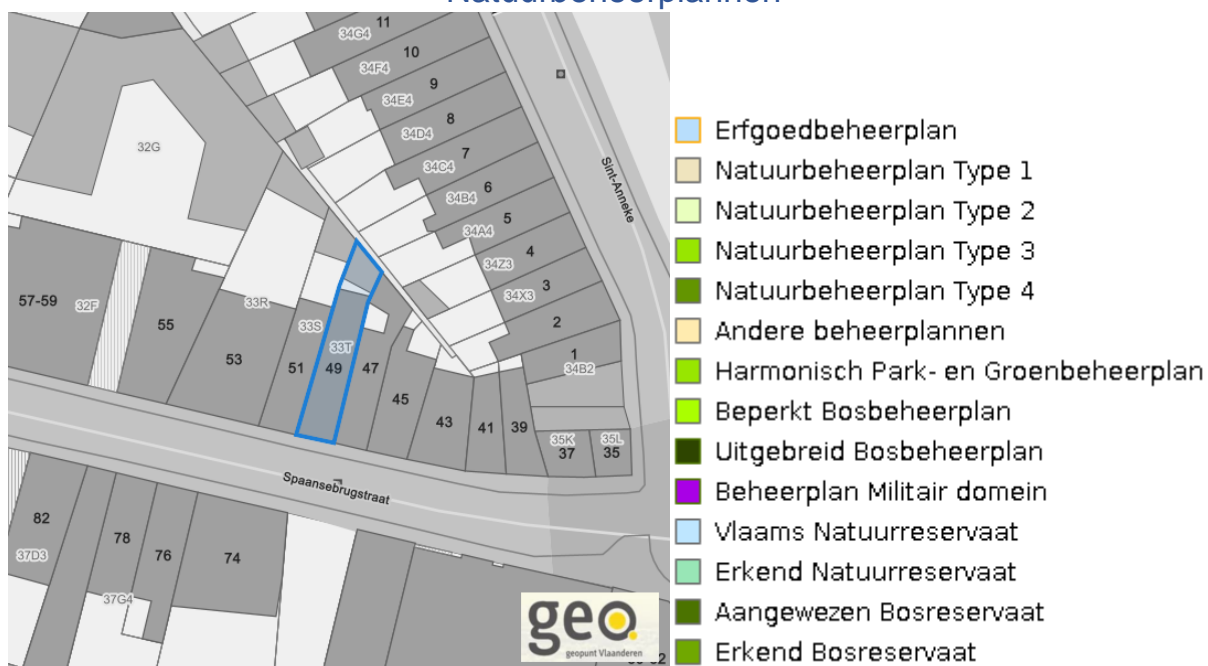 Natuurbeheerplannen
11
34G4
10
34F4
9
34E4
8
34D4
7
34C4
6
34B4
5
34A4
4
34Z3
3
34X3
2
1
34B2
Sint-Anneke
32G
57-59
32F
55
33R
53
33S
51
33T
49
47
45
43
41
39
35K
37
35L
35
Spaansebrugstraat
82
37D3
78
76
74
37G4
geo.
geopunt Vlaanderen
Erfgoedbeheerplan
Natuurbeheerplan Type 1
Natuurbeheerplan Type 2
Natuurbeheerplan Type 3
Natuurbeheerplan Type 4
Andere beheerplannen
Harmonisch Park- en Groenbeheerplan
Beperkt Bosbeheerplan
Uitgebreid Bosbeheerplan
Beheerplan Militair domein
Vlaams Natuurreservaat
Erkend Natuurreservaat
Aangewezen Bosreservaat
Erkend Bosreservaat